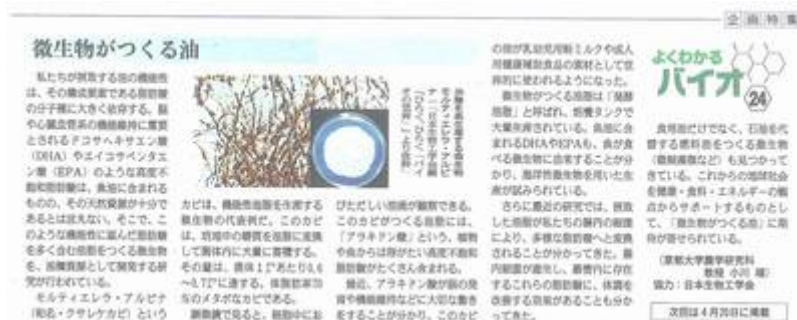 企画特集
微生物がつくる油
よくわかる
バイオ
24
私たちが摂取する油の機能性
は、その構成要素である脂肪酸
の分子種に大きく依存する。脳
や心臓血管系の機能維持に重要
とされるドコサヘキサエン酸
(DHA)やエイコサペンタエ
ン酸(EPA)のような高度不
飽和脂肪酸は、魚油に含まれる
ものの、その天然資源が十分で
あるとは言えない。そこで、こ
のような機能性に富んだ脂肪酸
を多く含む油脂をつくる微生物
を、油糧資源として開発する研
究が行われている。
モルティエレラ・アルピナ
(和名・クサレケカビ)という
カビは、機能性油脂を生産する
微生物の代表例だ。このカビ
は、培地中の糖質を油脂に変換
して菌体内に大量に蓄積する。
のメタボなカビである。
顕微鏡で見ると、細胞中にお
びただしい油滴が観察できる。
このカビがつくる油脂には、
「アラキドン酸」という、植物
や魚からは得がたい高度不飽和
脂肪酸がたくさん含まれる。
最近、アラキドン酸が脳の発
育や機能維持などに大切な働き
をすることが分かり、このカビ
の油が乳幼児用粉ミルクや成人
用健康補助食品の素材として世
界的に使われるようになった。
微生物がつくる油脂は「発酵
油脂」と呼ばれ、培養タンクで
大量生産されている。魚油に含
まれるDHAやEPAも、魚が食
べる微生物に由来することが分
かり、海洋性微生物を用いた生
産が試みられている。
さらに最近の研究では、摂取
した脂肪が私たちの腸内の細菌
により、多様な脂肪酸へと変換
されることが分かってきた。腸
内細菌が産生し、腸管内に存在
するこれらの脂肪酸に、体調を
改善する効果があることも分か
ってきた。
食用油だけでなく、石油を代
替する燃料油をつくる微生物
(微細藻類など)も見つかって
きている。これからの地球社会
を健康・食料・エネルギーの観
点からサポートするものとし
て、「微生物がつくる油」に期
待が寄せられている。
(京都大学農学研究科
教授 小川 順)
協力：日本生物工学会
次回は4月20日に掲載